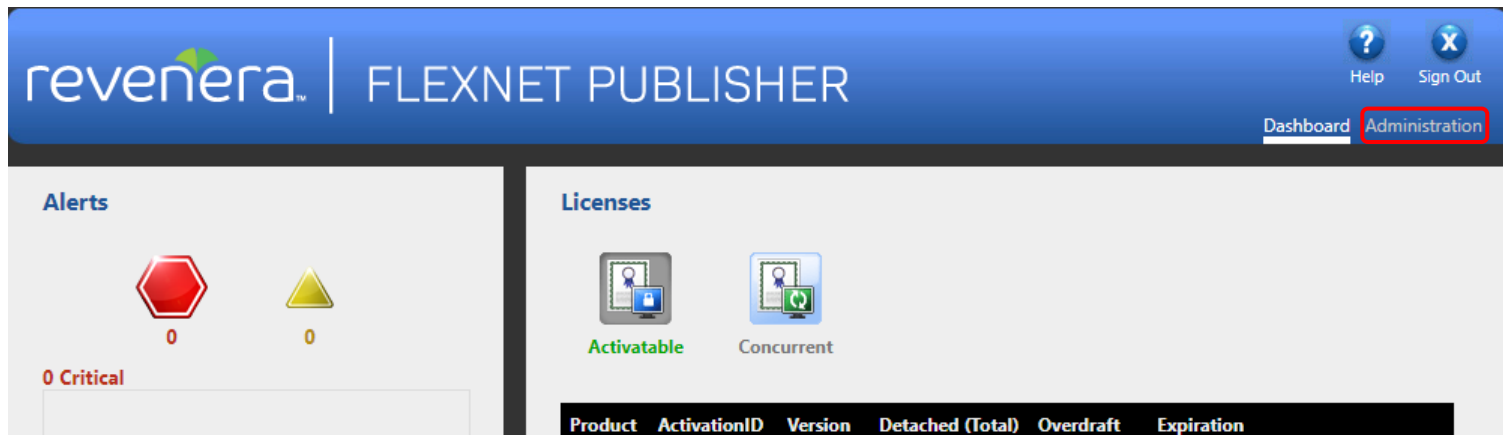 revenera™ FLEXNET PUBLISHER
Help Sign Out
Dashboard Administration
Alerts
0 0
0 Critical
Licenses
Activatable Concurrent
Product ActivationID Version Detached (Total) Overdraft Expiration